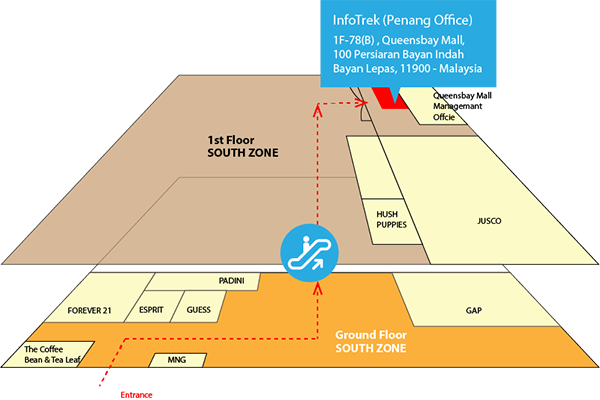 InfoTrek (Penang Office)
1F-78(B) , Queensbay Mall,
100 Persiaran Bayan Indah
Bayan Lepas, 11900 - Malaysia
Queensbay Mall
Managemant
Offcie
1st Floor
SOUTH ZONE
HUSH
PUPPIES
JUSCO
PADINI
FOREVER 21
ESPRIT
GUESS
GAP
Ground Floor
SOUTH ZONE
The Coffee
Bean & Tea Leaf
MNG
Entrance